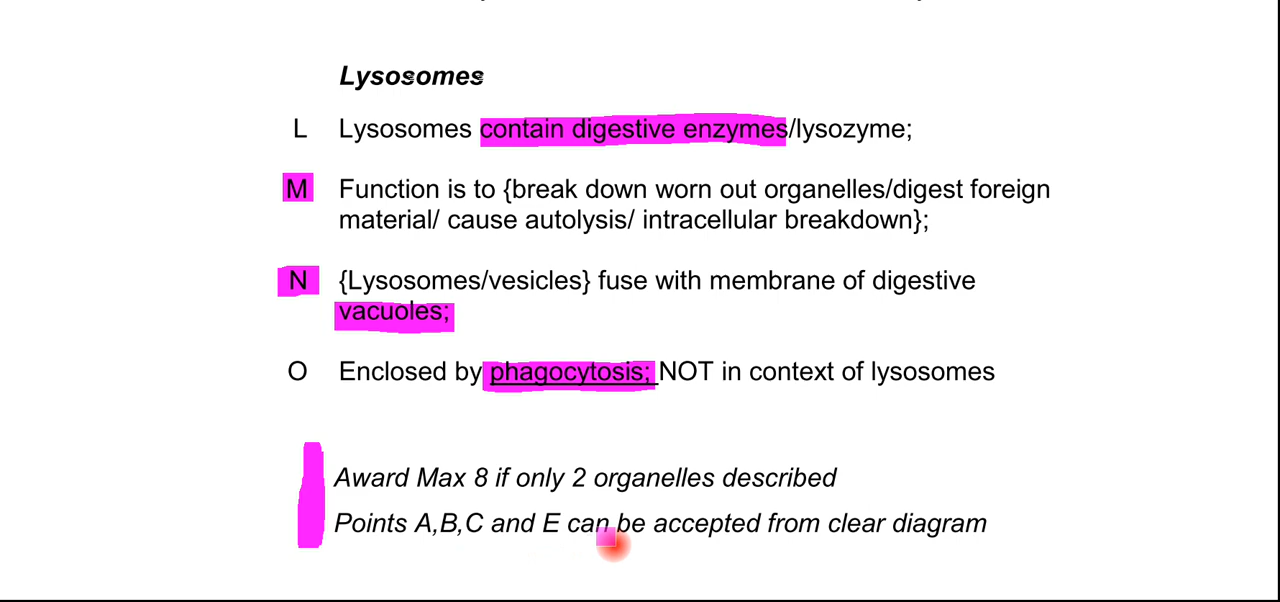 Lysosomes
L Lysosomes contain digestive enzymes/lysozyme;
M Function is to {break down worn out organelles/digest foreign
material/ cause autolysis/ intracellular breakdown};
N {Lysosomes/vesicles} fuse with membrane of digestive
vacuoles;
O Enclosed by phagocytosis; NOT in context of lysosomes
Award Max 8 if only 2 organelles described
Points A,B,C and E can be accepted from clear diagram